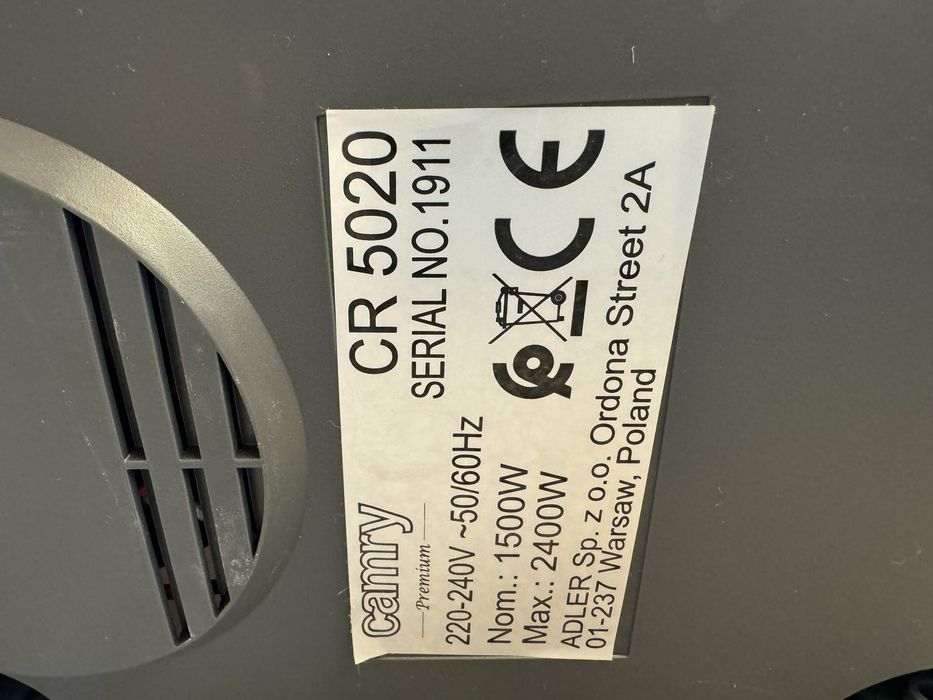 camry
Premium
CR 5020
SERIAL NO.1911
220-240V ~50/60Hz
Nom.: 1500W
Max.: 2400W
CE
ADLER Sp. z o.o. Ordona Street 2A
01-237 Warsaw, Poland